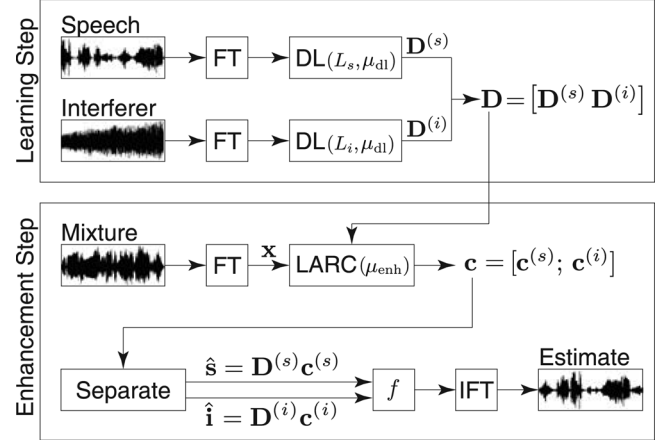 Learning Step
Speech
FT
DL(L_s, μ_dl)
D^(s)
Interferer
FT
DL(L_i, μ_dl)
D^(i)
D = [D^(s) D^(i)]
Enhancement Step
Mixture
FT
x
LARC(μ_enh)
c = [c^(s); c^(i)]
Separate
ŝ = D^(s)c^(s)
î = D^(i)c^(i)
f
IFT
Estimate